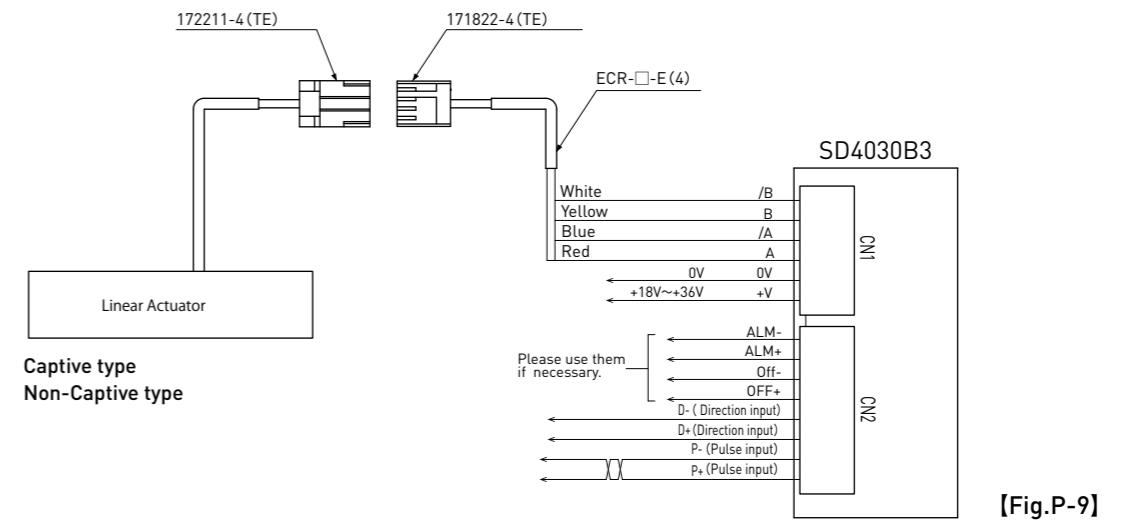 172211-4(TE)
171822-4(TE)
ECR-□-E(4)
SD4030B3
White /B
Yellow B
Blue /A
Red A
0V 0V
+18V～+36V +V
CN1
Linear Actuator
Captive type
Non-Captive type
Please use them
if necessary.
ALM-
ALM+
Off-
OFF+
D- ( Direction input)
D+(Direction input)
P- (Pulse input)
P+ (Pulse input)
CN2
【Fig.P-9】